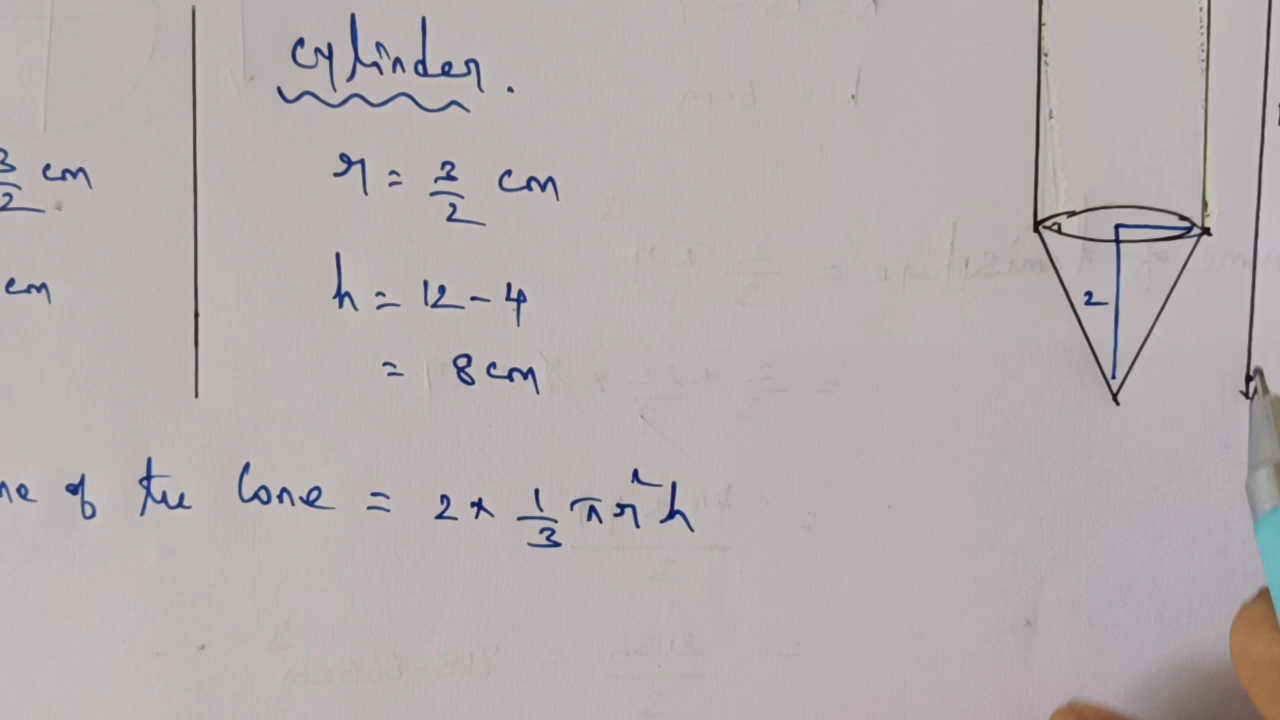 cylinder.
3/2 cm
r = 3/2 cm
cm
h = 12 - 4
= 8 cm
2
of the Cone = 2 × 1/3 πr²h